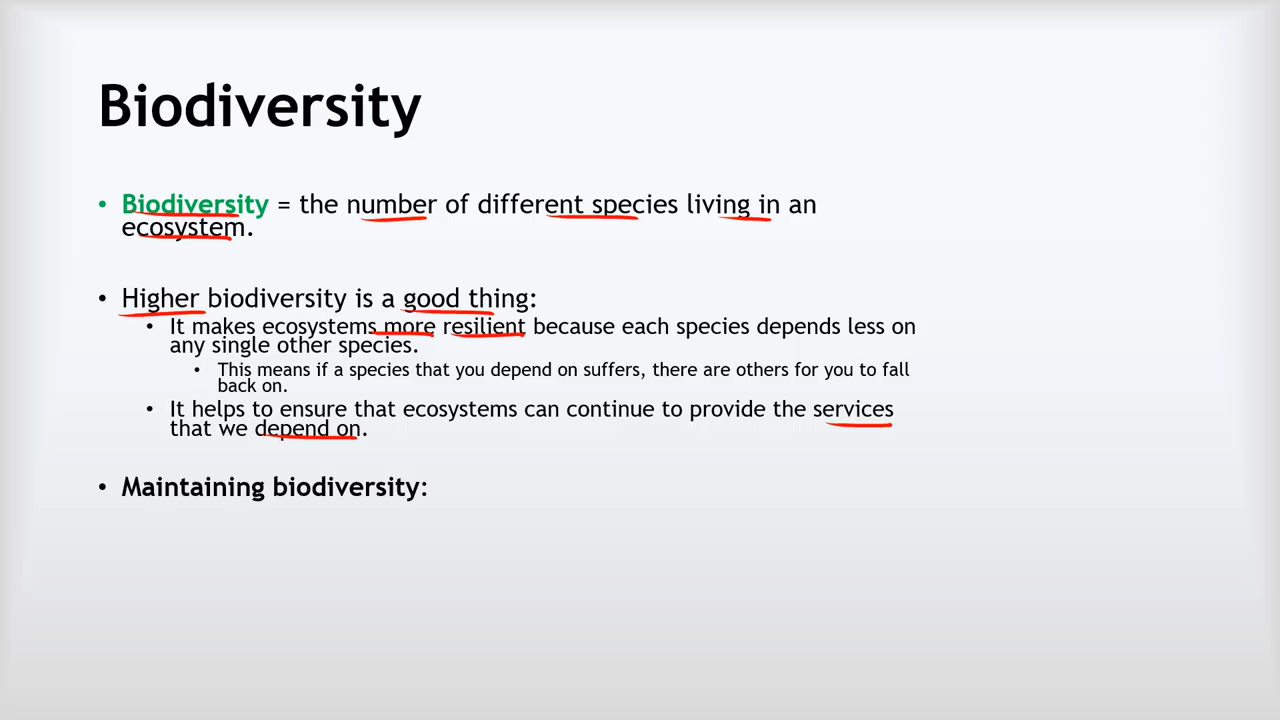 Biodiversity
• Biodiversity = the number of different species living in an
ecosystem.
• Higher biodiversity is a good thing:
• It makes ecosystems more resilient because each species depends less on
any single other species.
• This means if a species that you depend on suffers, there are others for you to fall
back on.
• It helps to ensure that ecosystems can continue to provide the services
that we depend on.
• Maintaining biodiversity: